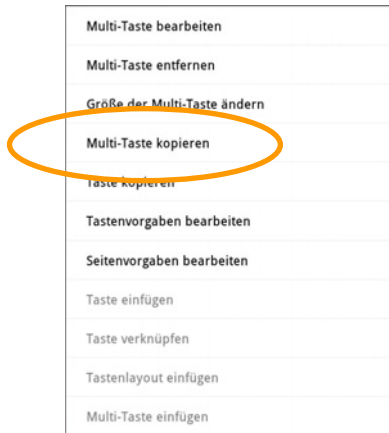 Multi-Taste bearbeiten
Multi-Taste entfernen
Größe der Multi-Taste ändern
Multi-Taste kopieren
Taste kopieren
Tastenvorgaben bearbeiten
Seitenvorgaben bearbeiten
Taste einfügen
Taste verknüpfen
Tastenlayout einfügen
Multi-Taste einfügen